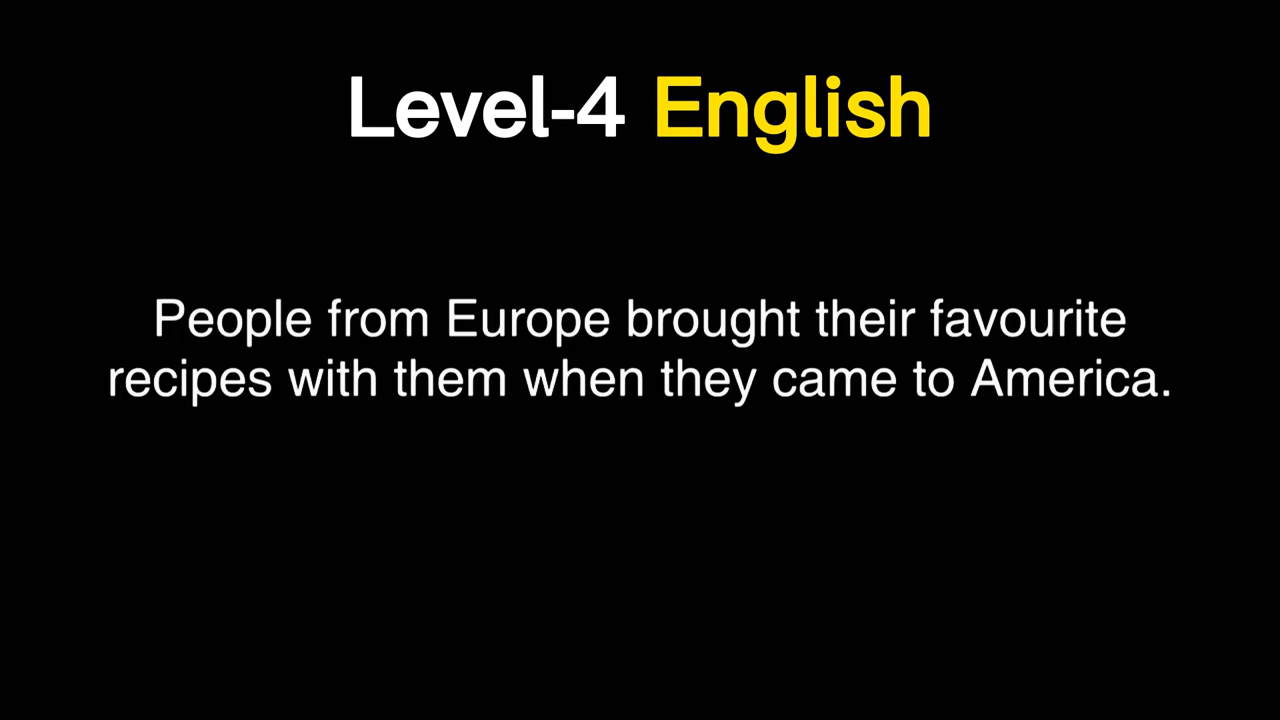 Level-4 English
People from Europe brought their favourite
recipes with them when they came to America.